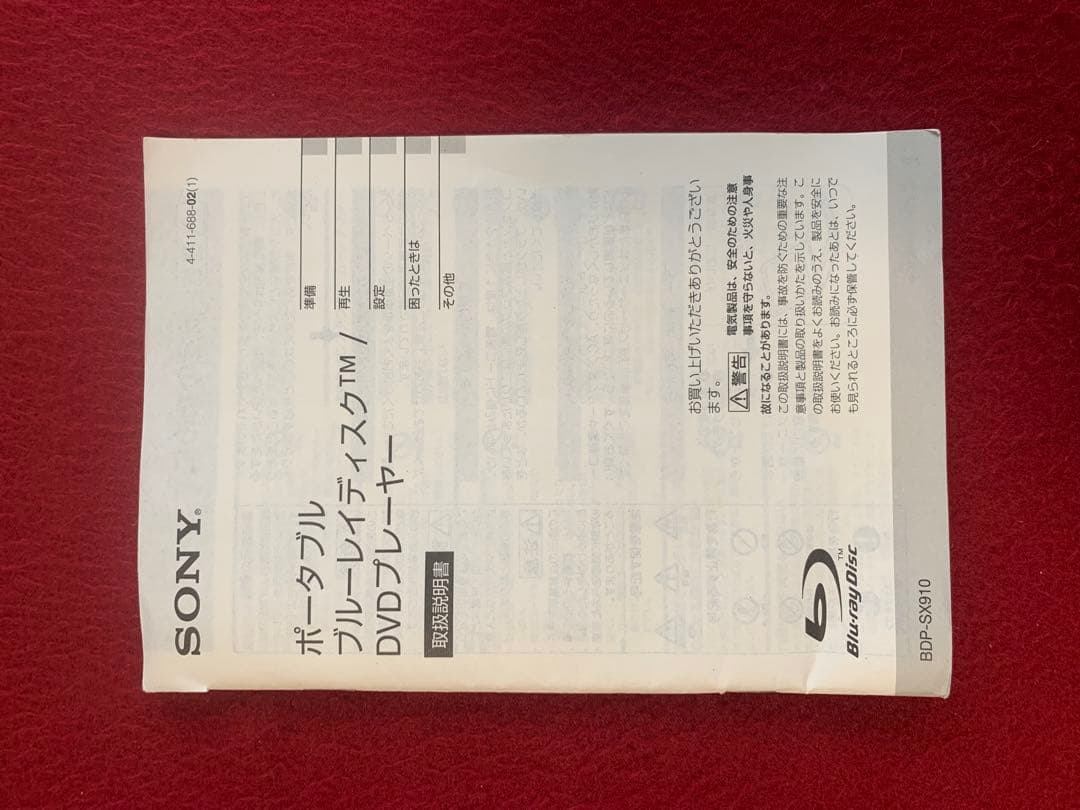 4-411-688-02(1)
SONY®
準備
再生
設定
困ったときは
その他
ポータブル
ブルーレイディスクTM /
DVDプレーヤー
取扱説明書
お買い上げいただきありがとうござい
ます。
警告
電気製品は、安全のための注意
事項を守らないと、火災や人身事
故になることがあります。
この取扱説明書には、事故を防ぐための重要な注
意事項と製品の取り扱いかたを示しています。こ
の取扱説明書をよくお読みのうえ、製品を安全に
お使いください。お読みになったあとは、いつで
も見られるところに必ず保管してください。
Blu-ray Disc™
BDP-SX910